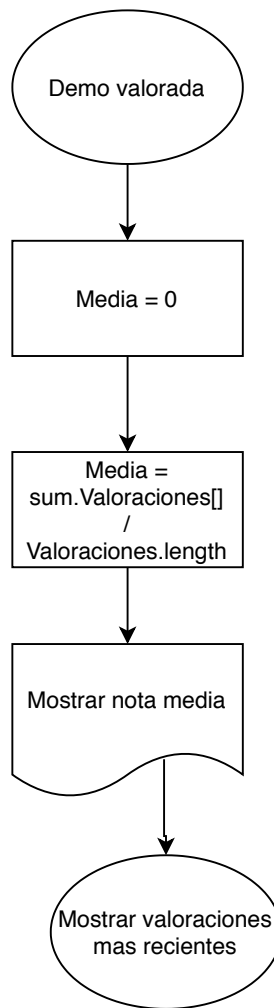 Demo valorada
Media = 0
Media =
sum.Valoraciones[]
/
Valoraciones.length
Mostrar nota media
Mostrar valoraciones
mas recientes